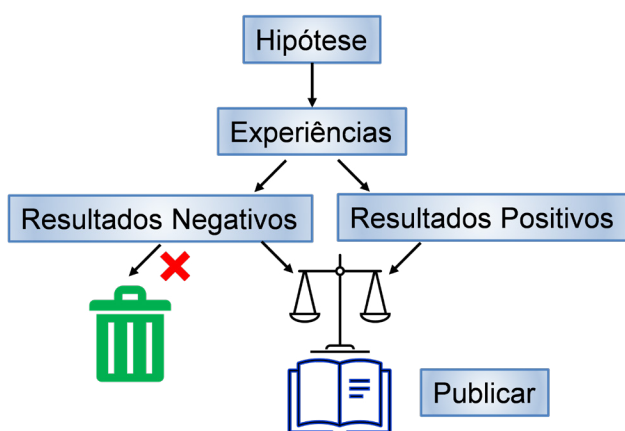 Hipótese
Experiências
Resultados Negativos
Resultados Positivos
Publicar